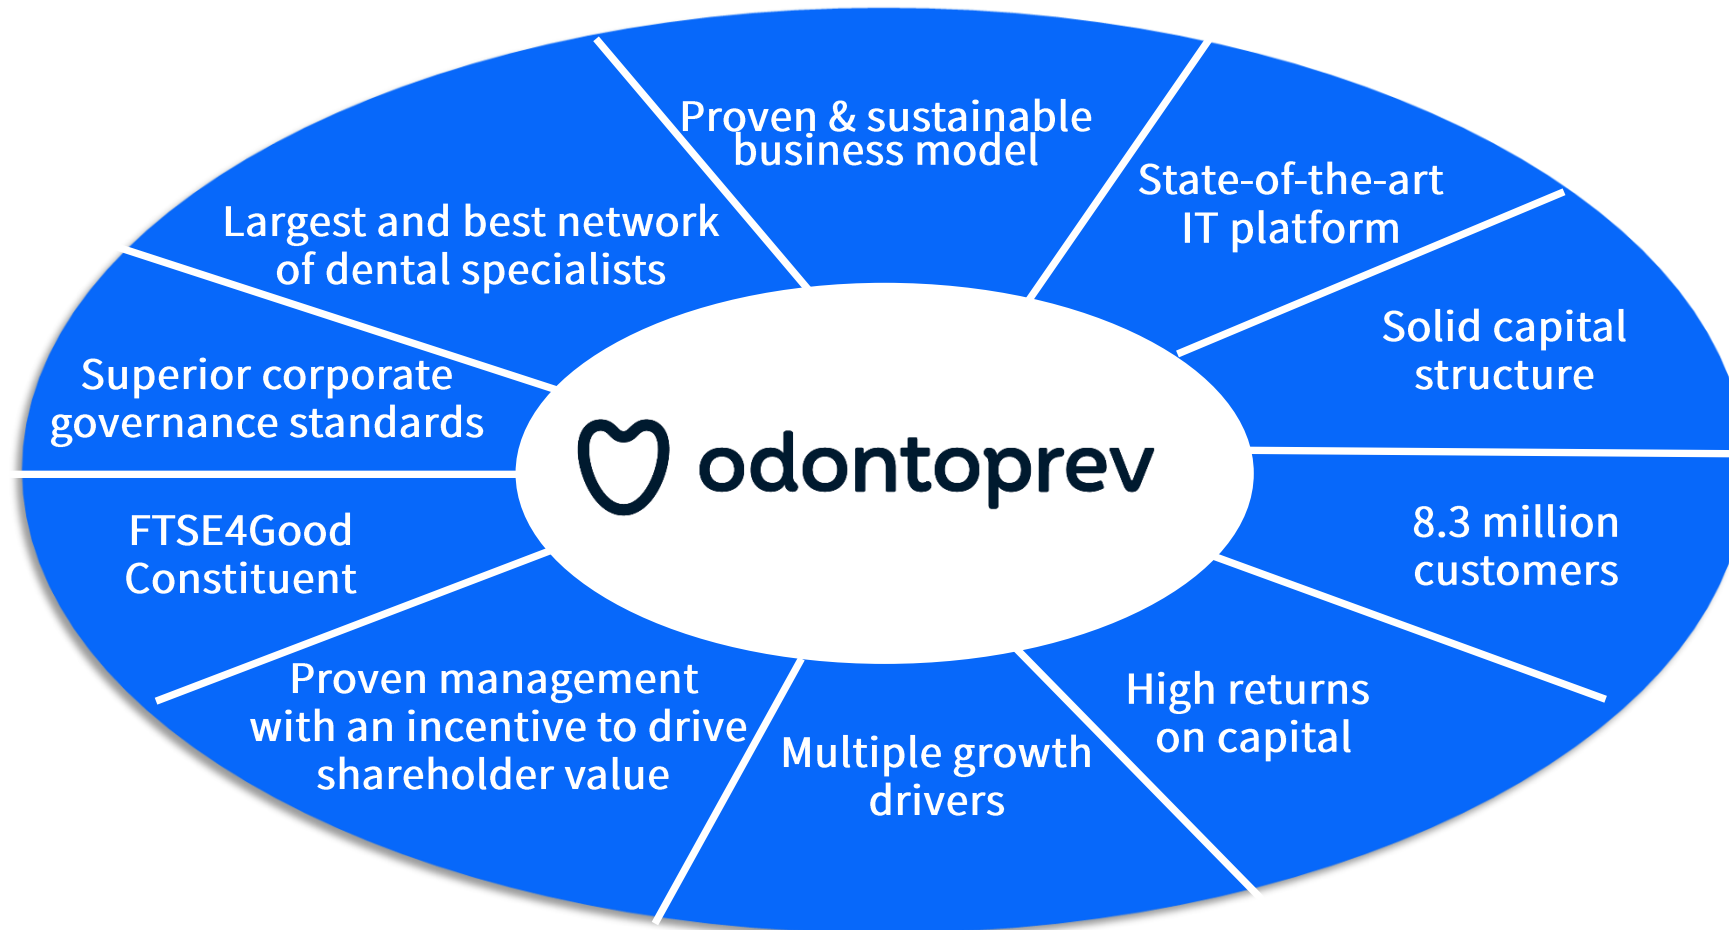 Proven & sustainable
business model
State-of-the-art
IT platform
Solid capital
structure
8.3 million
customers
High returns
on capital
Multiple growth
drivers
Proven management
with an incentive to drive
shareholder value
FTSE4Good
Constituent
Superior corporate
governance standards
Largest and best network
of dental specialists
odontoprev